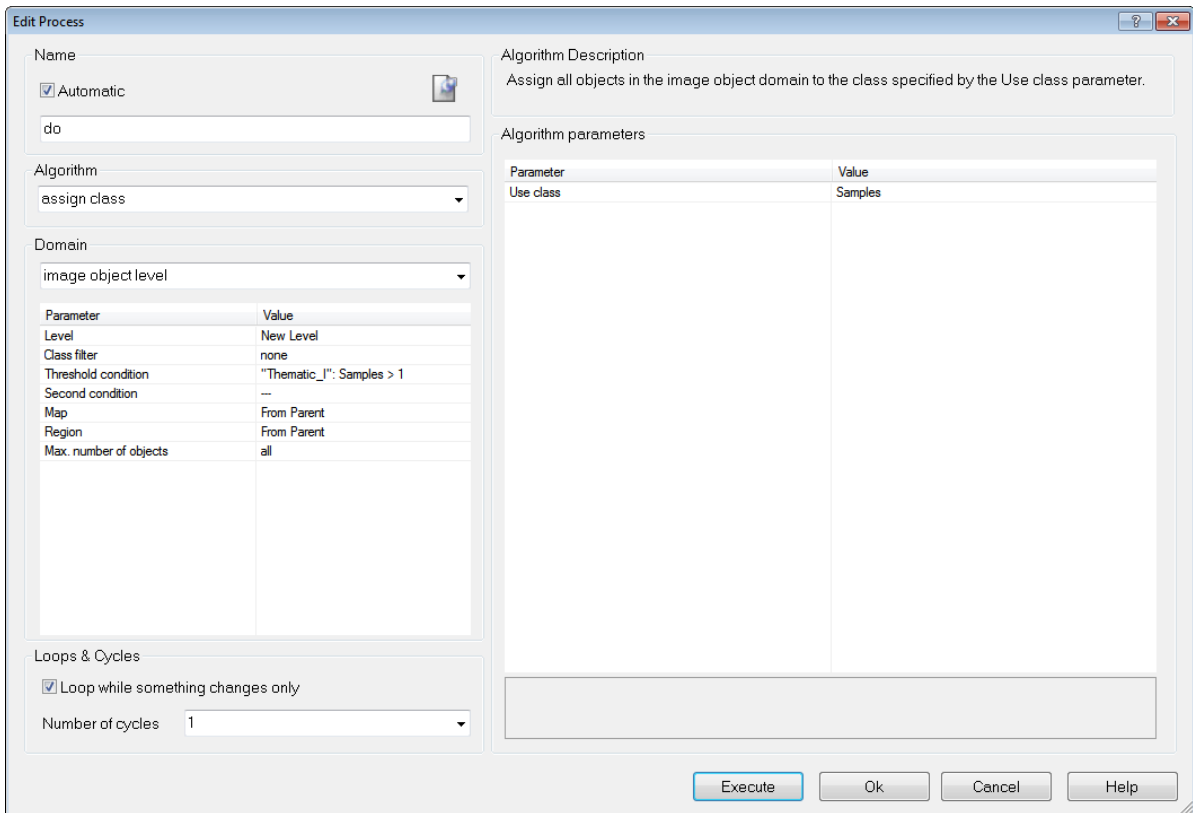 Edit Process
Name
Automatic
do
Algorithm
assign class
Domain
image object level
Parameter Value
Level New Level
Class filter none
Threshold condition "Thematic_I": Samples > 1
Second condition ---
Map From Parent
Region From Parent
Max. number of objects all
Loops & Cycles
Loop while something changes only
Number of cycles 1
Algorithm Description
Assign all objects in the image object domain to the class specified by the Use class parameter.
Algorithm parameters
Parameter Value
Use class Samples
Execute Ok Cancel Help